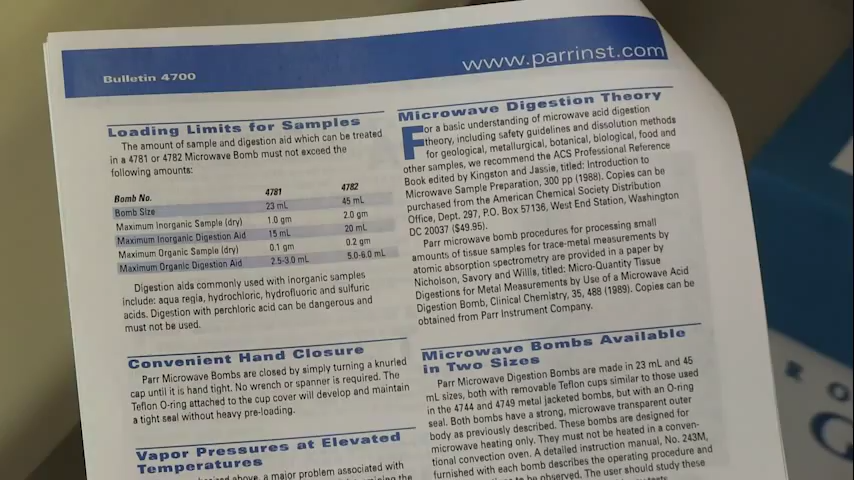 Bulletin 4700
www.parrinst.com
Loading Limits for Samples
The amount of sample and digestion aid which can be treated
in a 4781 or 4782 Microwave Bomb must not exceed the
following amounts:
Bomb No. 4781 4782
Bomb Size 23 mL 45 mL
Maximum Inorganic Sample (dry) 1.0 gm 2.0 gm
Maximum Inorganic Digestion Aid 15 mL 20 mL
Maximum Organic Sample (dry) 0.1 gm 0.2 gm
Maximum Organic Digestion Aid 2.5-3.0 mL 5.0-6.0 mL
Digestion aids commonly used with inorganic samples
include: aqua regia, hydrochloric, hydrofluoric and sulfuric
acids. Digestion with perchloric acid can be dangerous and
must not be used.
Convenient Hand Closure
Parr Microwave Bombs are closed by simply turning a knurled
cap until it is hand tight. No wrench or spanner is required. The
Teflon O-ring attached to the cup cover will develop and maintain
a tight seal without heavy pre-loading.
Vapor Pressures at Elevated
Temperatures
above, a major problem associated with
Microwave Digestion Theory
For a basic understanding of microwave acid digestion
theory, including safety guidelines and dissolution methods
for geological, metallurgical, botanical, biological, food and
other samples, we recommend the ACS Professional Reference
Book edited by Kingston and Jassie, titled: Introduction to
Microwave Sample Preparation, 300 pp (1988). Copies can be
purchased from the American Chemical Society Distribution
Office, Dept. 297, P.O. Box 57136, West End Station, Washington
DC 20037 ($49.95).
Parr microwave bomb procedures for processing small
amounts of tissue samples for trace-metal measurements by
atomic absorption spectrometry are provided in a paper by
Nicholson, Savory and Willis, titled: Micro-Quantity Tissue
Digestions for Metal Measurements by Use of a Microwave Acid
Digestion Bomb, Clinical Chemistry, 35, 488 (1989). Copies can be
obtained from Parr Instrument Company.
Microwave Bombs Available
in Two Sizes
Parr Microwave Digestion Bombs are made in 23 mL and 45
mL sizes, both with removable Teflon cups similar to those used
in the 4744 and 4749 metal jacketed bombs, but with an O-ring
seal. Both bombs have a strong, microwave transparent outer
body as previously described. These bombs are designed for
microwave heating only. They must not be heated in a conven-
tional convection oven. A detailed instruction manual, No. 243M,
furnished with each bomb describes the operating procedure and
to be observed. The user should study these